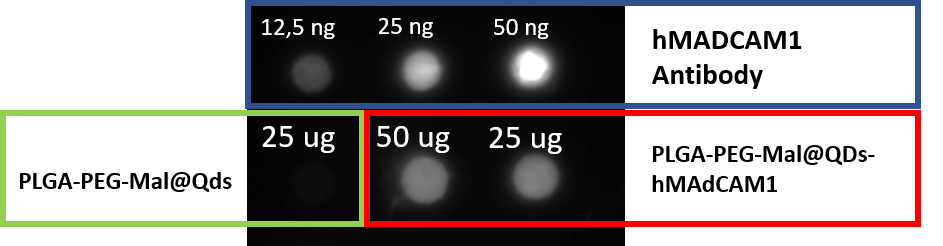 12,5 ng 25 ng 50 ng
hMADCAM1
Antibody
25 ug 50 ug 25 ug
PLGA-PEG-Mal@Qds
PLGA-PEG-Mal@QDs-
hMAdCAM1